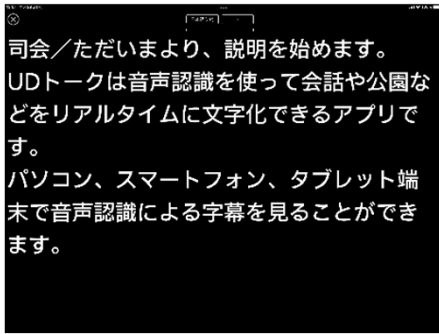 司会／ただいまより、説明を始めます。
UDトークは音声認識を使って会話や公園な
どをリアルタイムに文字化できるアプリで
す。
パソコン、スマートフォン、タブレット端
末で音声認識による字幕を見ることができ
ます。